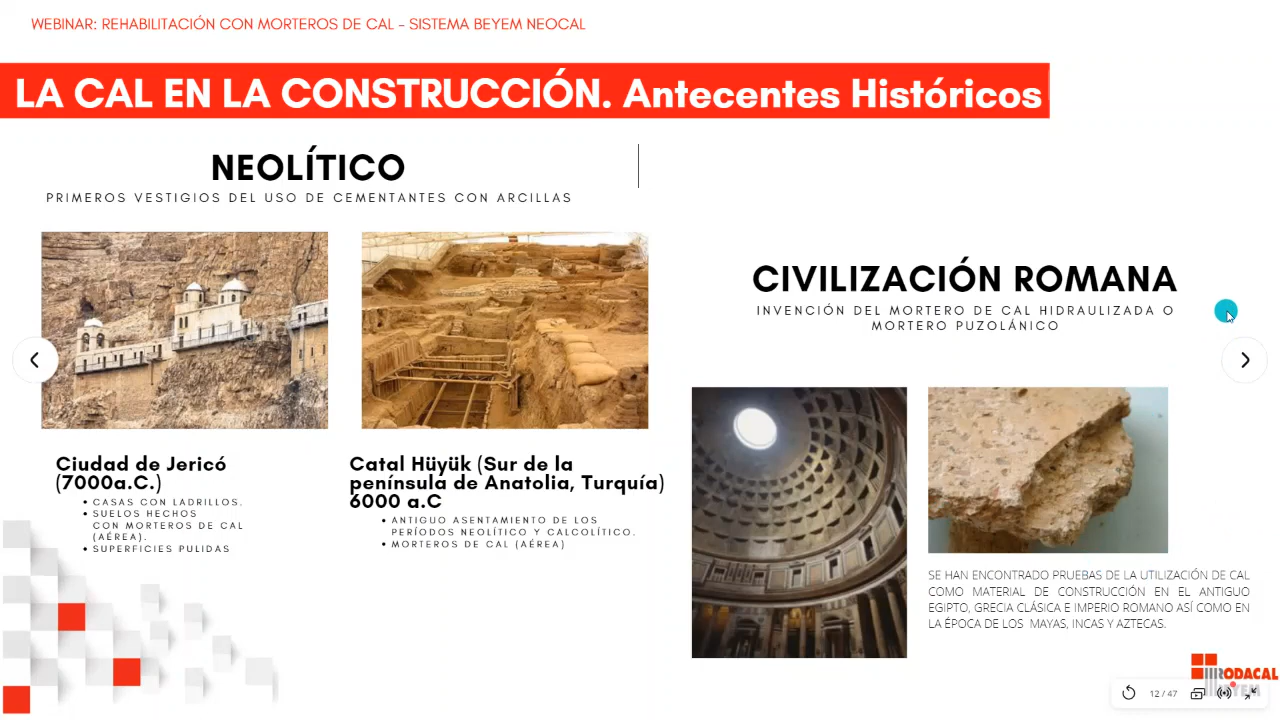 WEBINAR: REHABILITACIÓN CON MORTEROS DE CAL - SISTEMA BEYEM NEOCAL
LA CAL EN LA CONSTRUCCIÓN. Antecentes Históricos
NEOLÍTICO
PRIMEROS VESTIGIOS DEL USO DE CEMENTANTES CON ARCILLAS
Ciudad de Jericó
(7000a.C.)
• CASAS CON LADRILLOS.
• SUELOS HECHOS
CON MORTEROS DE CAL
(AÉREA).
• SUPERFICIES PULIDAS
Catal Hüyük (Sur de la
península de Anatolia, Turquía)
6000 a.C
• ANTIGUO ASENTAMIENTO DE LOS
PERÍODOS NEOLÍTICO Y CALCOLÍTICO.
• MORTEROS DE CAL (AÉREA)
CIVILIZACIÓN ROMANA
INVENCIÓN DEL MORTERO DE CAL HIDRAULIZADA O
MORTERO PUZOLÁNICO
SE HAN ENCONTRADO PRUEBAS DE LA UTILIZACIÓN DE CAL
COMO MATERIAL DE CONSTRUCCIÓN EN EL ANTIGUO
EGIPTO, GRECIA CLÁSICA E IMPERIO ROMANO ASÍ COMO EN
LA ÉPOCA DE LOS MAYAS, INCAS Y AZTECAS.
RODACAL
12 / 47